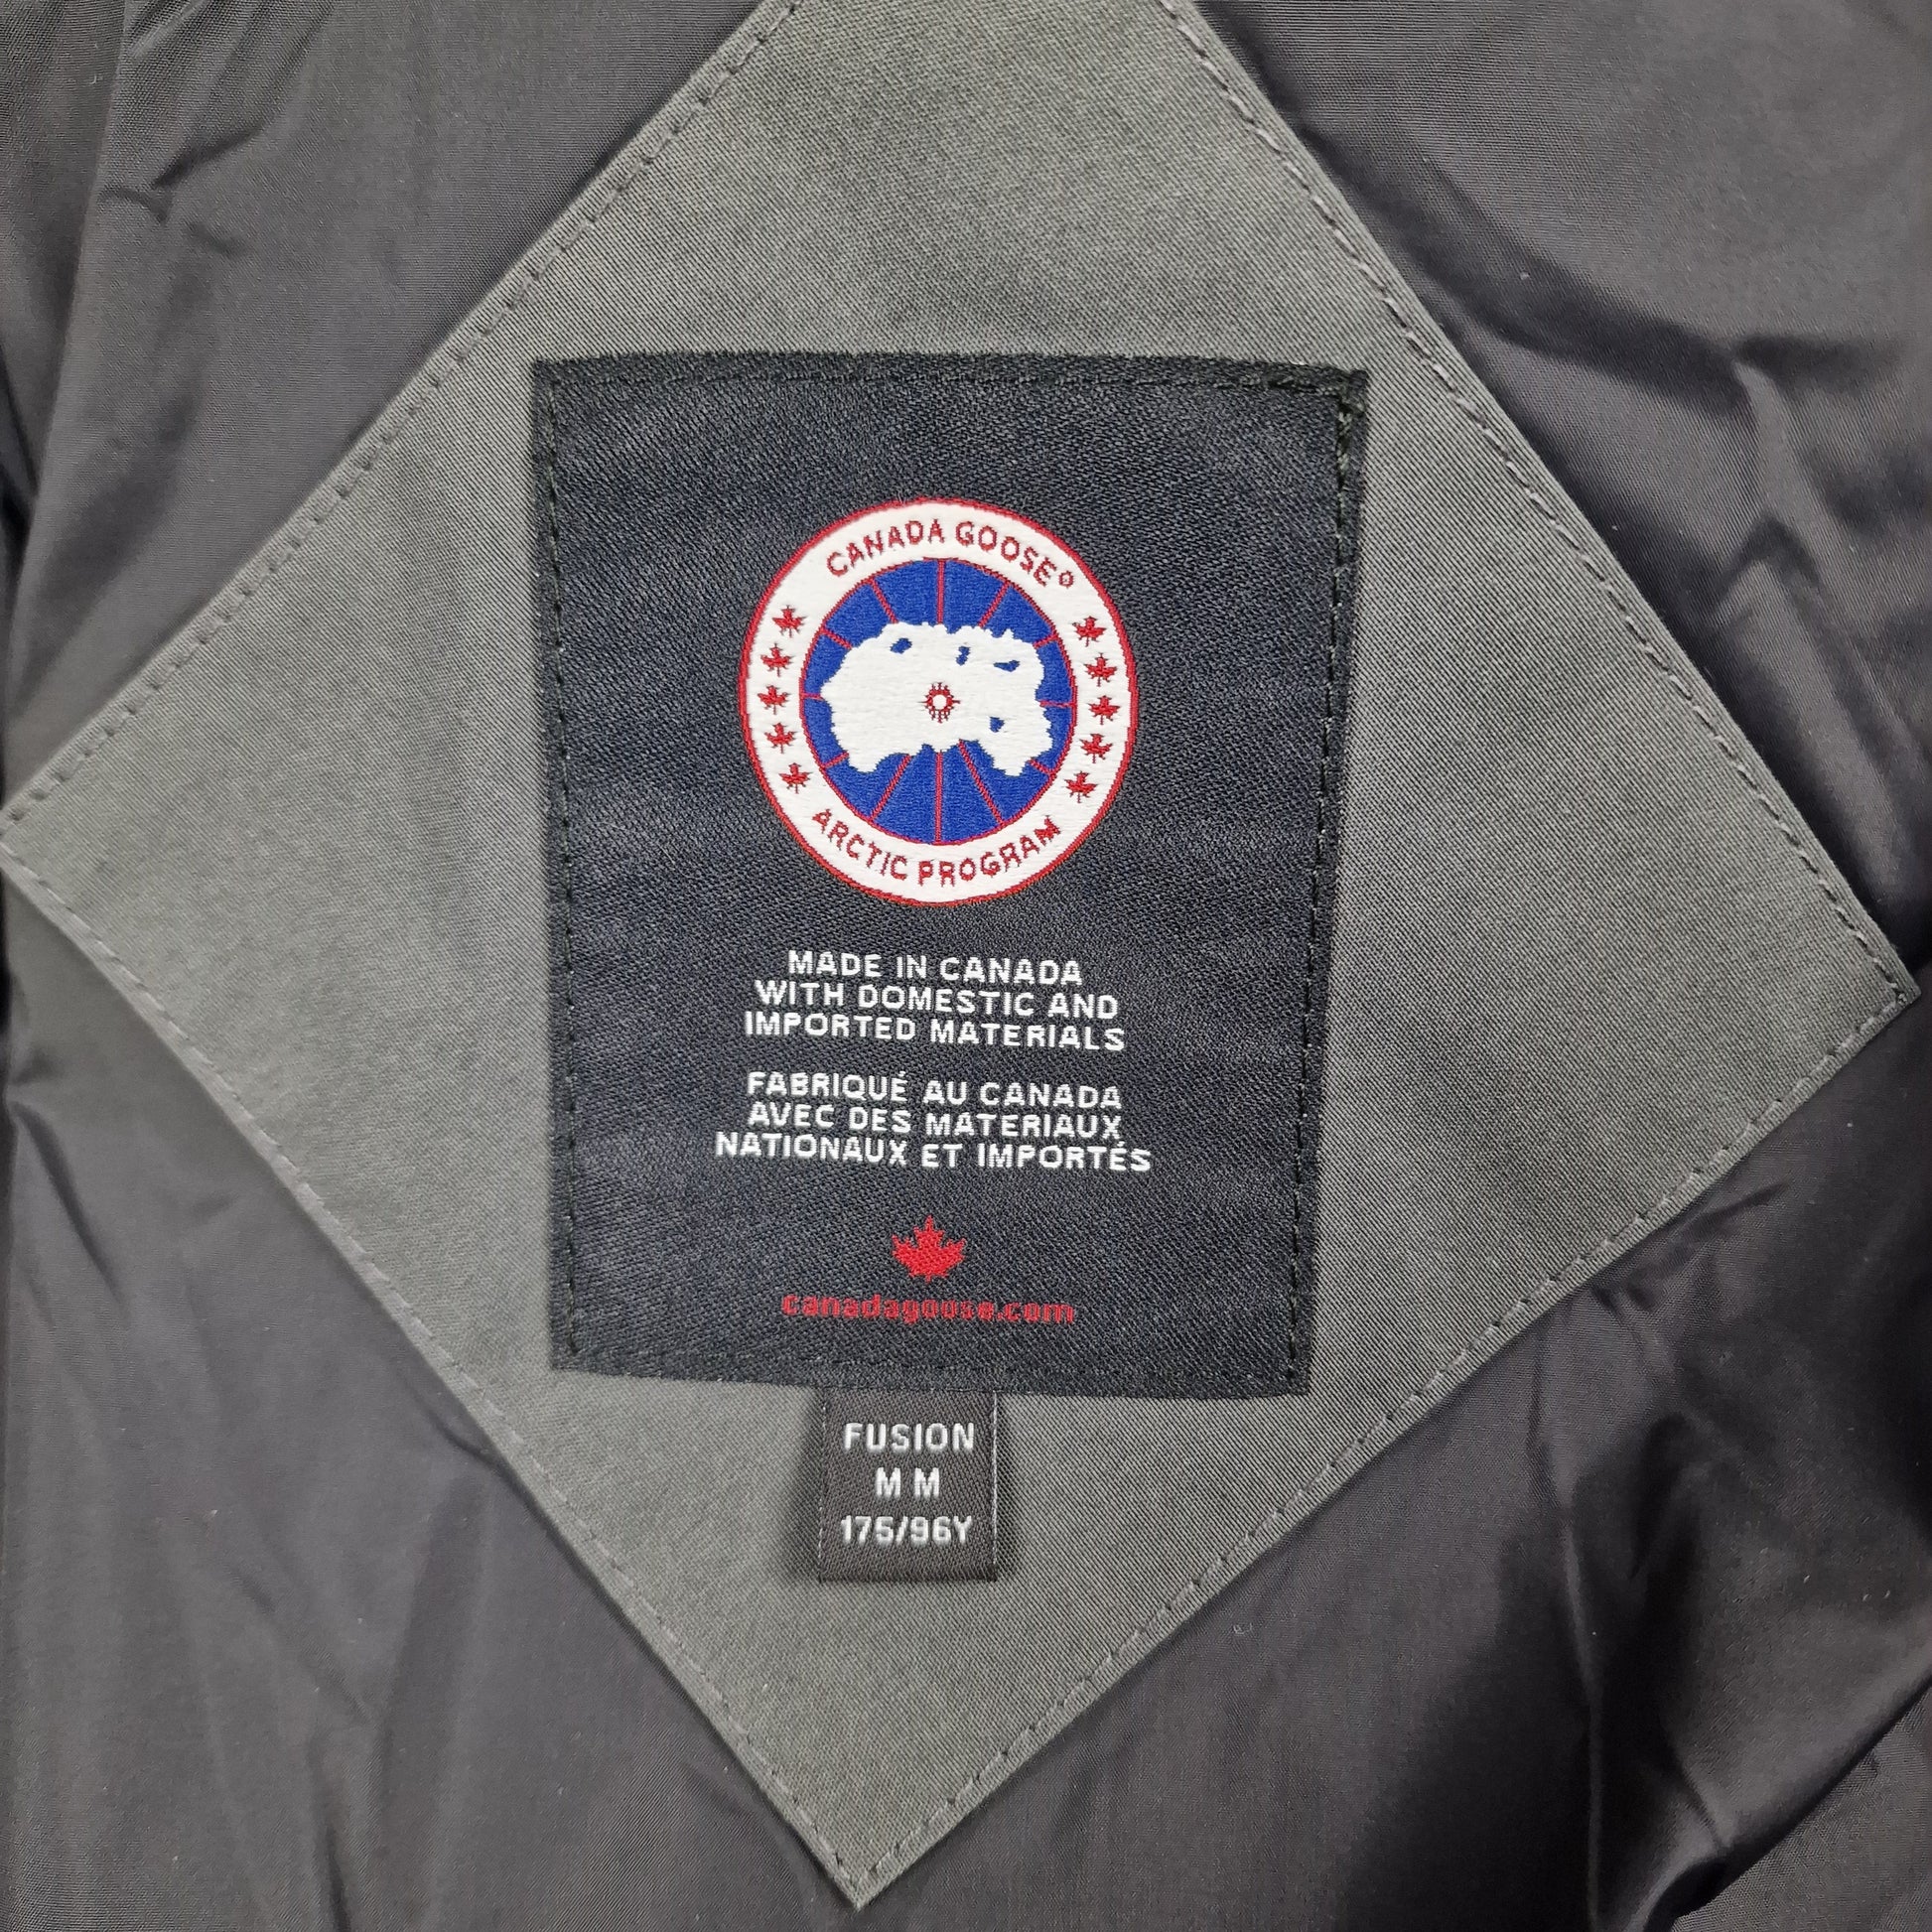 CANADA GOOSE®
ARCTIC PROGRAM
MADE IN CANADA
WITH DOMESTIC AND
IMPORTED MATERIALS
FABRIQUÉ AU CANADA
AVEC DES MATERIAUX
NATIONAUX ET IMPORTÉS
canadagoose.com
FUSION
M M
175/96Y